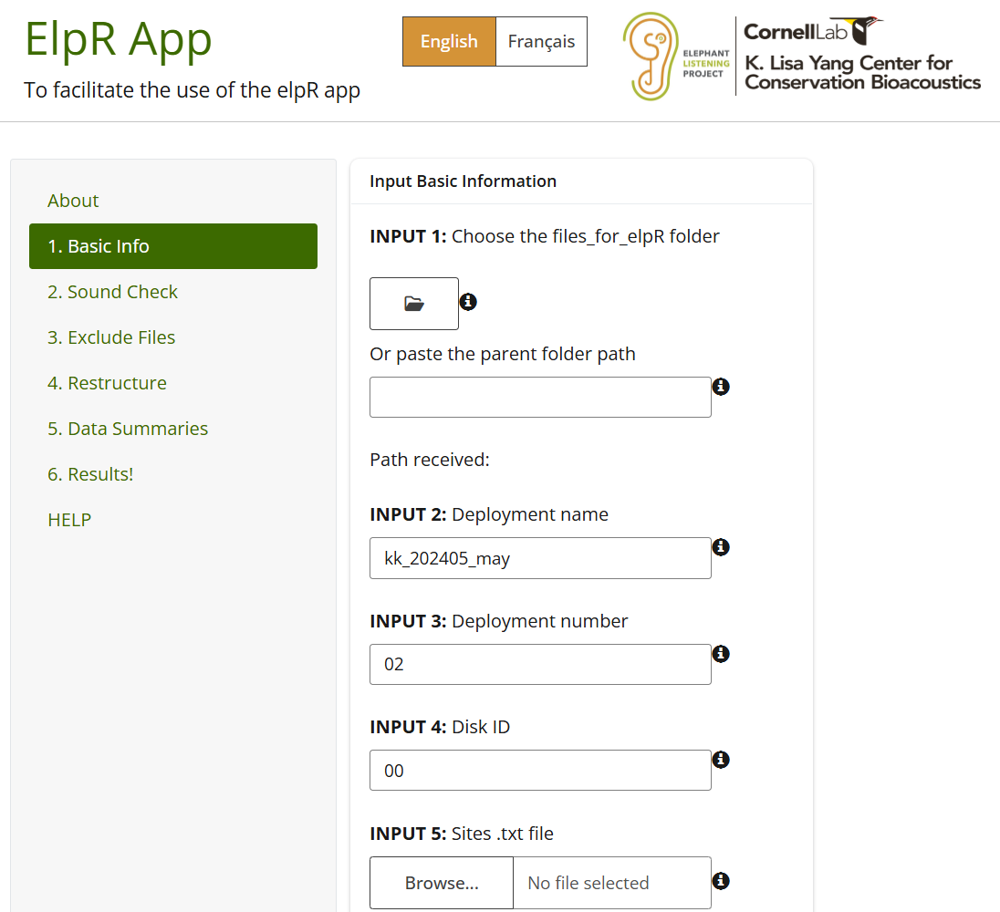 ElpR App
To facilitate the use of the elpR app
English
Français
ELEPHANT
LISTENING
PROJECT
CornellLab
K. Lisa Yang Center for
Conservation Bioacoustics
About
1. Basic Info
2. Sound Check
3. Exclude Files
4. Restructure
5. Data Summaries
6. Results!
HELP
Input Basic Information
INPUT 1: Choose the files_for_elpR folder
Or paste the parent folder path
Path received:
INPUT 2: Deployment name
kk_202405_may
INPUT 3: Deployment number
02
INPUT 4: Disk ID
00
INPUT 5: Sites .txt file
Browse...
No file selected